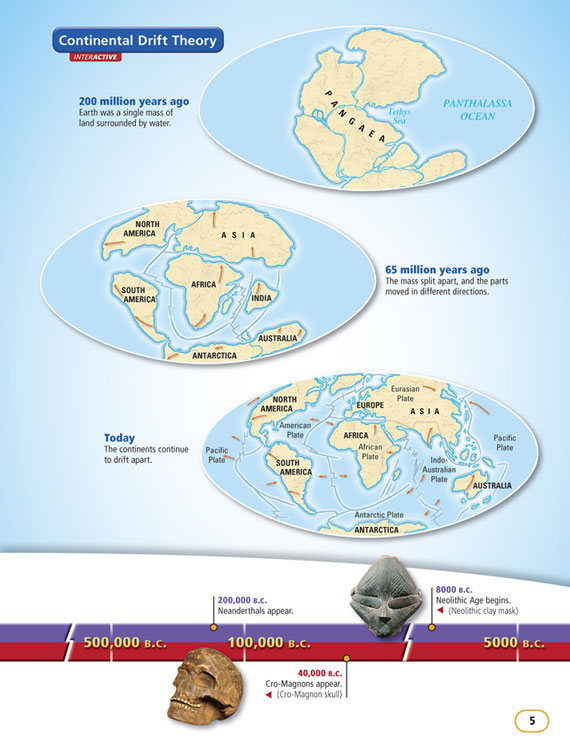 Continental Drift Theory
INTERACTIVE
200 million years ago
Earth was a single mass of
land surrounded by water.
PANGAEA
Tethys
Sea
PANTHALASSA
OCEAN
NORTH
AMERICA
ASIA
SOUTH
AMERICA
AFRICA
INDIA
AUSTRALIA
ANTARCTICA
65 million years ago
The mass split apart, and the parts
moved in different directions.
Today
The continents continue
to drift apart.
NORTH
AMERICA
EUROPE
Eurasian
Plate
ASIA
American
Plate
AFRICA
African
Plate
Pacific
Plate
Pacific
Plate
SOUTH
AMERICA
Indo-
Australian
Plate
AUSTRALIA
Antarctic Plate
ANTARCTICA
200,000 B.C.
Neanderthals appear.
8000 B.C.
Neolithic Age begins.
(Neolithic clay mask)
500,000 B.C.
100,000 B.C.
5000 B.C.
40,000 B.C.
Cro-Magnons appear.
(Cro-Magnon skull)
5